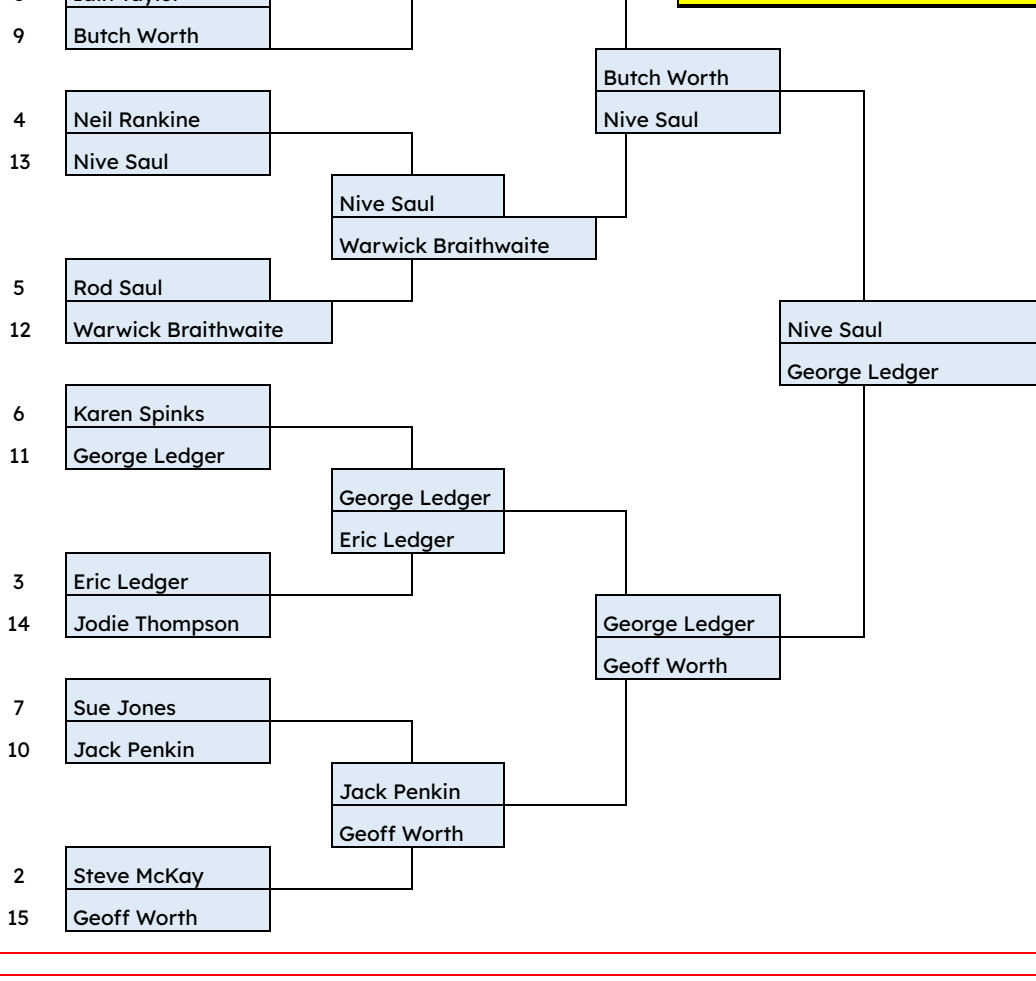 9 Butch Worth
Butch Worth
4 Neil Rankine
Nive Saul
13 Nive Saul
Nive Saul
Warwick Braithwaite
5 Rod Saul
12 Warwick Braithwaite
Nive Saul
George Ledger
6 Karen Spinks
11 George Ledger
George Ledger
Eric Ledger
3 Eric Ledger
14 Jodie Thompson
George Ledger
Geoff Worth
7 Sue Jones
10 Jack Penkin
Jack Penkin
Geoff Worth
2 Steve McKay
15 Geoff Worth